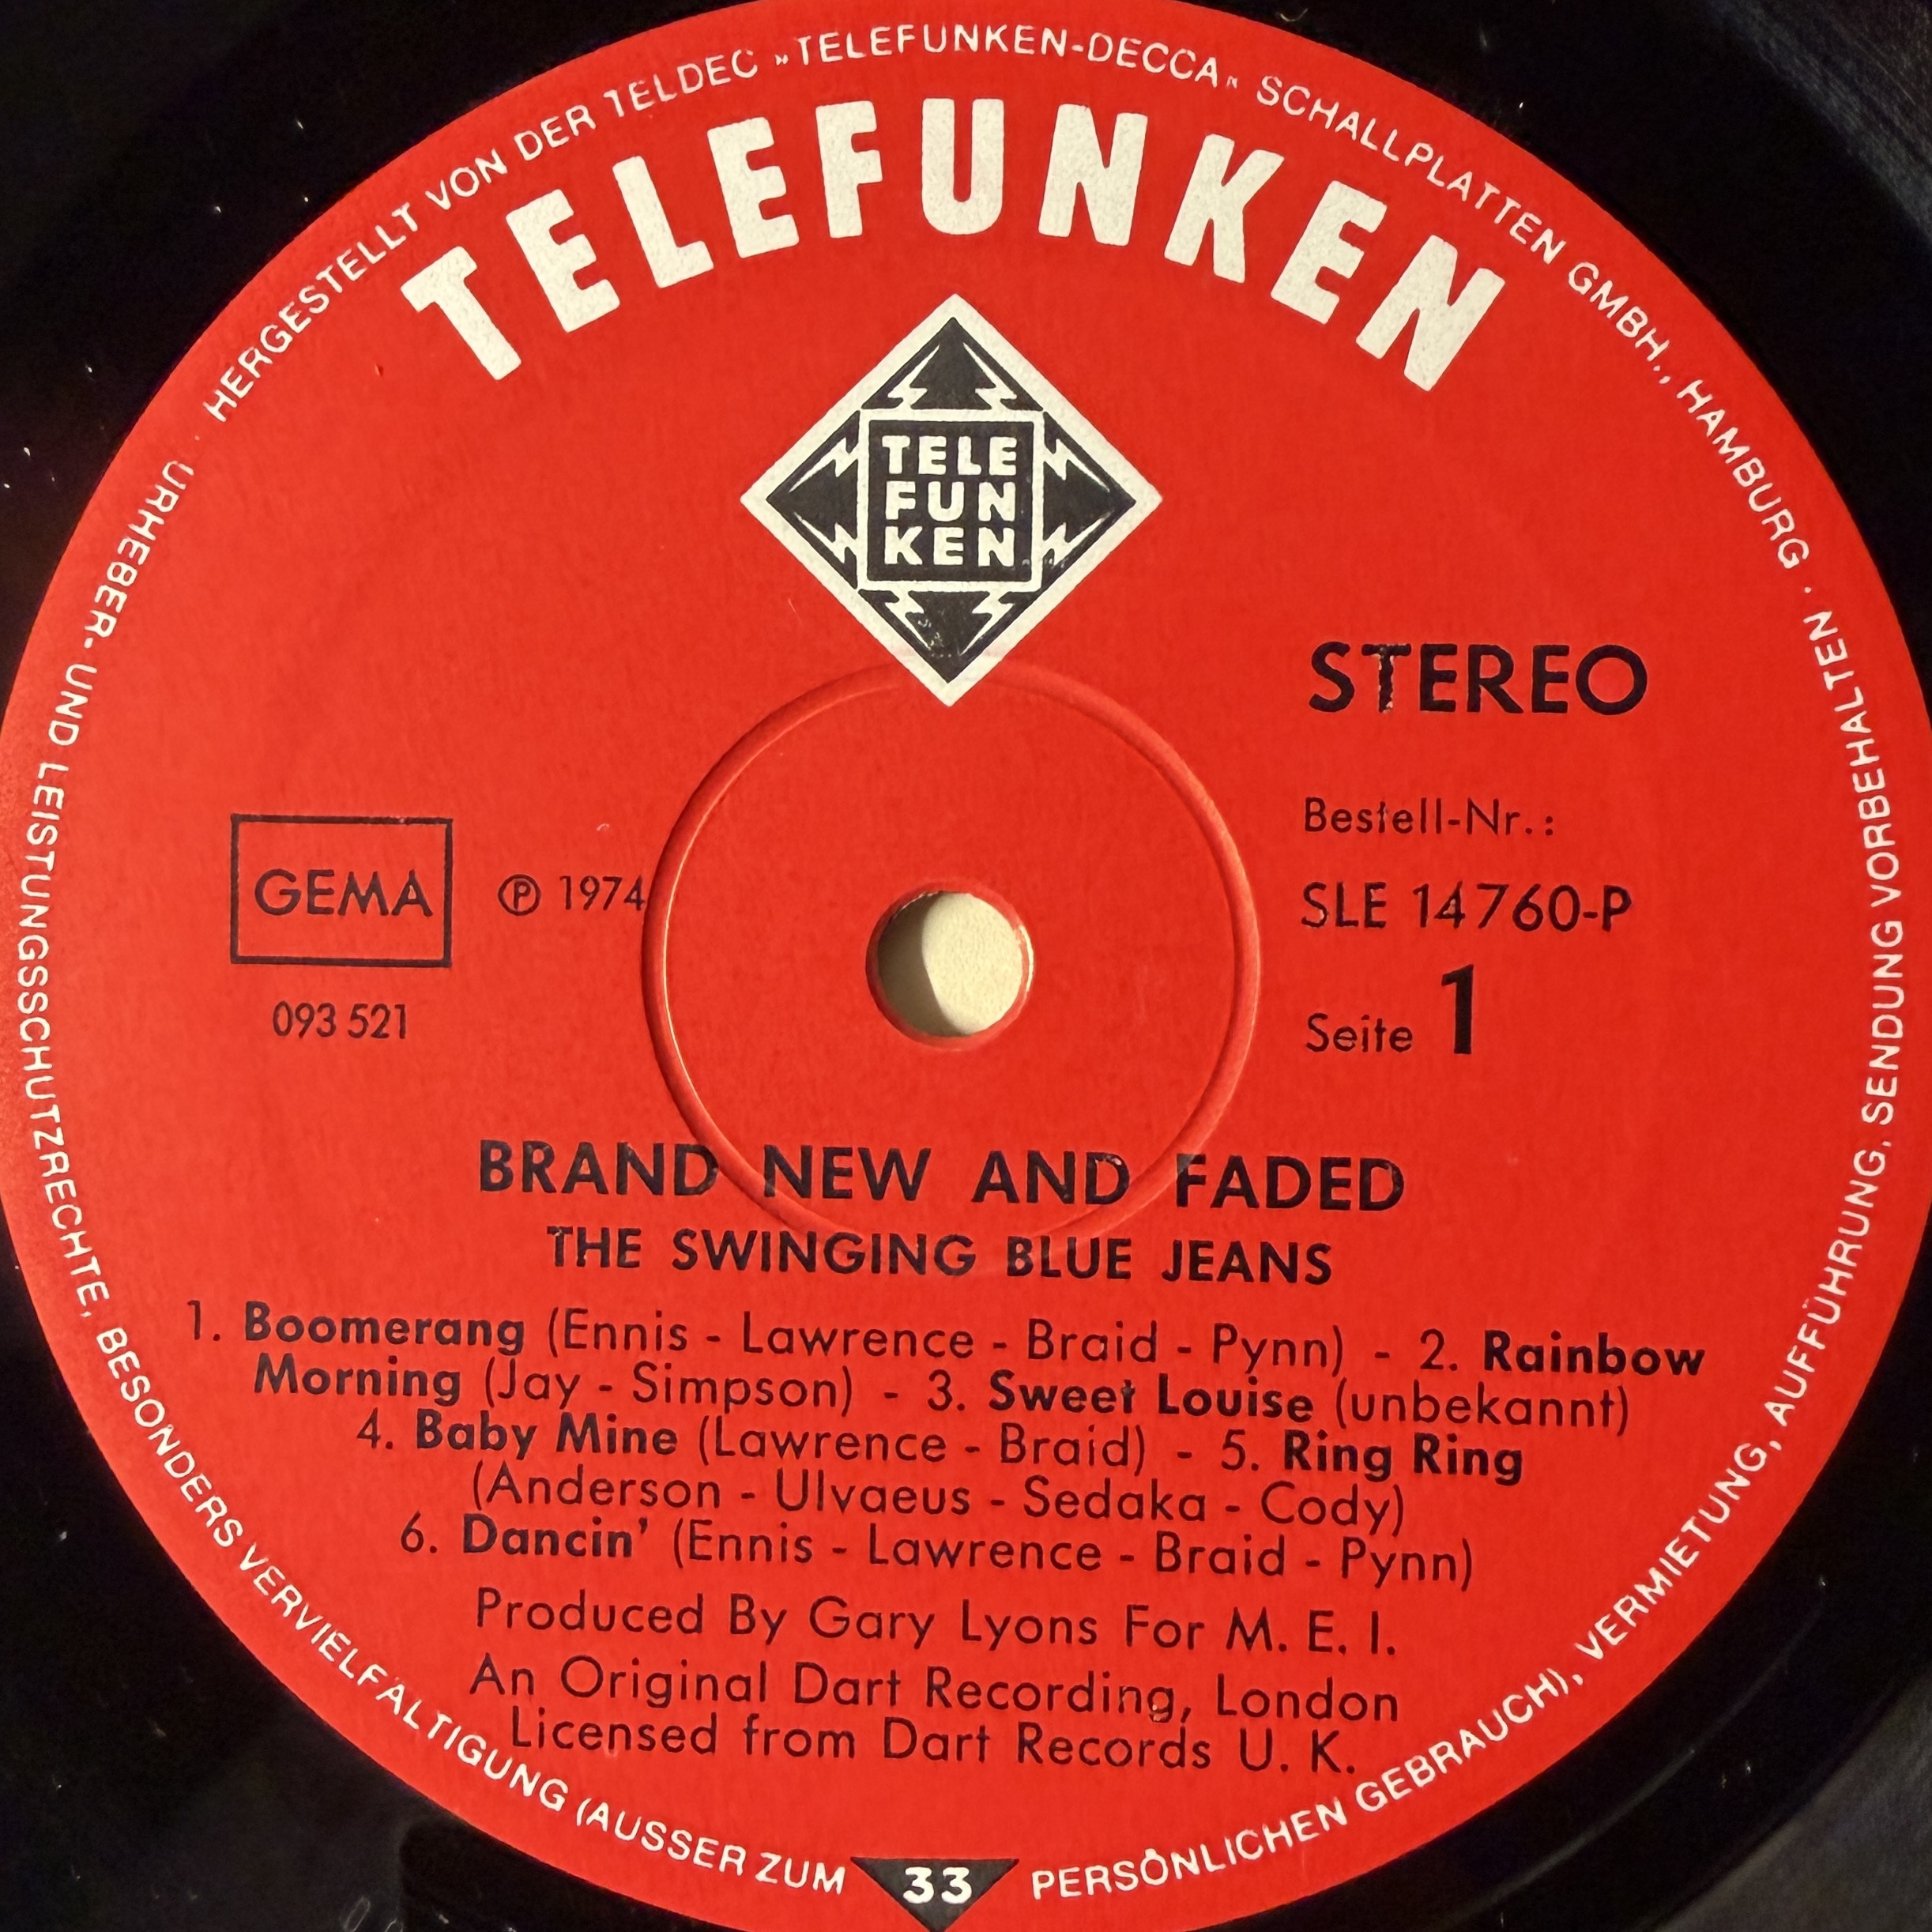 HERGESTELLT VON DER TELDEC »TELEFUNKEN-DECCA« SCHALLPLATTEN GMBH., HAMBURG ·
URHEBER- UND LEISTUNGSSCHUTZRECHTE, BESONDERS VERVIELFÄLTIGUNG (AUSSER ZUM PERSÖNLICHEN GEBRAUCH), VERMIETUNG, AUFFÜHRUNG, SENDUNG VORBEHALTEN ·
TELEFUNKEN
TELE
FUN
KEN
STEREO
Bestell-Nr.:
GEMA
℗ 1974
SLE 14760-P
093 521
Seite 1
BRAND NEW AND FADED
THE SWINGING BLUE JEANS
1. Boomerang (Ennis - Lawrence - Braid - Pynn) - 2. Rainbow
Morning (Jay - Simpson) - 3. Sweet Louise (unbekannt)
4. Baby Mine (Lawrence - Braid) - 5. Ring Ring
(Anderson - Ulvaeus - Sedaka - Cody)
6. Dancin' (Ennis - Lawrence - Braid - Pynn)
Produced By Gary Lyons For M. E. I.
An Original Dart Recording, London
Licensed from Dart Records U. K.
33